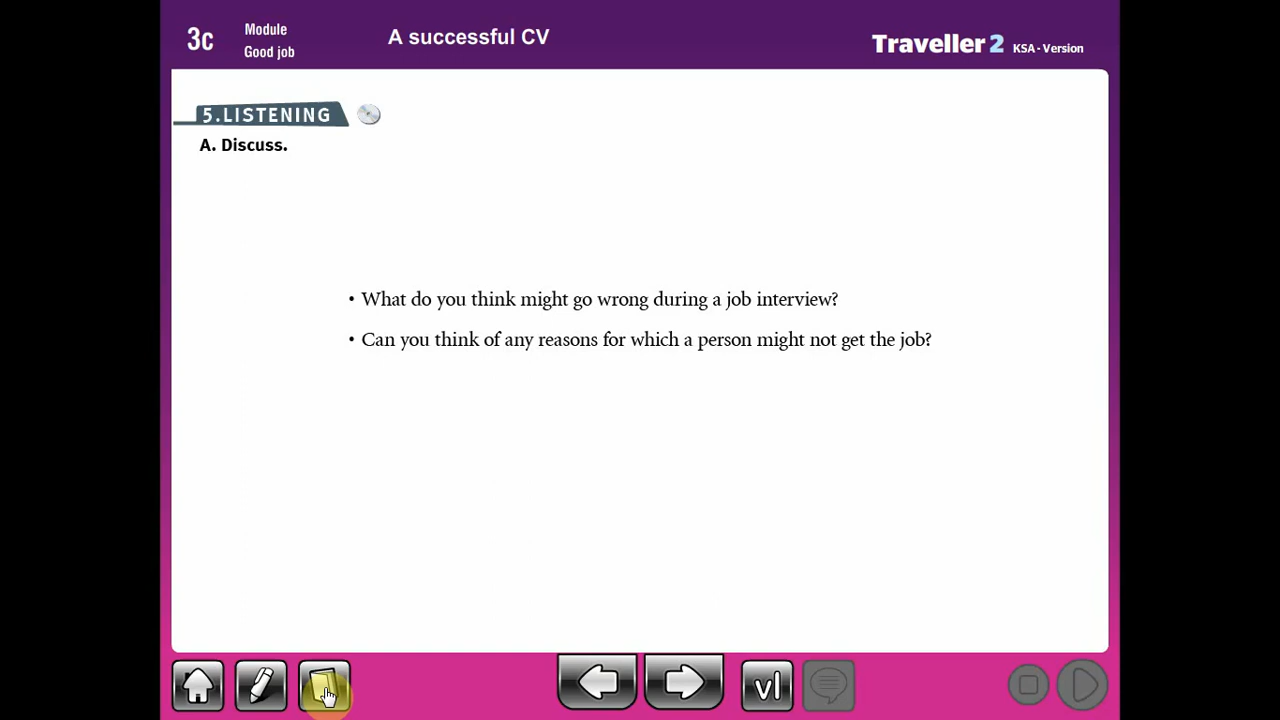 3c
Module
Good job
A successful CV
Traveller 2 KSA - Version
5.LISTENING
A. Discuss.
• What do you think might go wrong during a job interview?
• Can you think of any reasons for which a person might not get the job?
vl